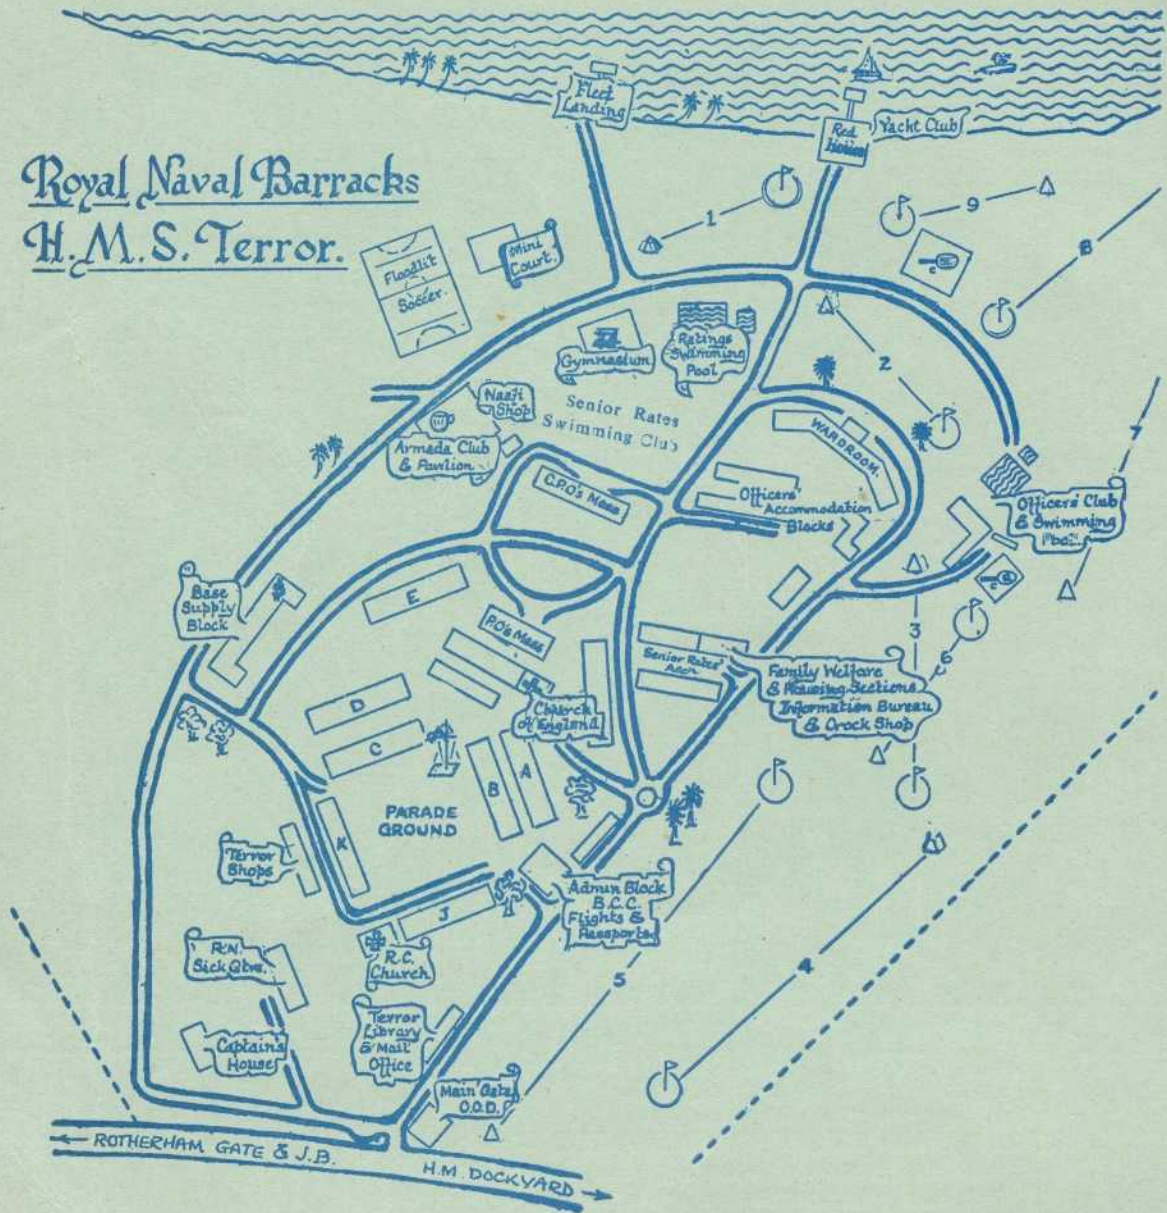 Royal Naval Barracks
H.M.S. Terror.
Fleet
Landing
Red
House
Yacht Club
1
9
8
Floodlit
Soccer.
Mini
Court.
Gymnasium
Ratings
Swimming
Pool
2
7
Naafi
Shop
Senior Rates
Swimming Club
Armada Club
& Pavilion
WARDROOM.
C.P.O's Mess
Officers'
Accommodation
Blocks
Officers' Club
& Swimming
Pool
Base
Supply
Block
E
P.O's Mess
Senior Rates'
Accn
3
6
Family Welfare
& Housing Sections
Information Bureau
& Crock Shop
Church
of England
D
C
B
A
PARADE
GROUND
K
Terror
Shops
J
Admin Block
B.C.C.
Flights &
Passports
R.N.
Sick Qtrs.
R.C.
Church
5
4
Captain's
House
Terror
Library
& Mail
Office
Main Gate
O.O.D.
ROTHERHAM GATE & J.B.
H.M. DOCKYARD